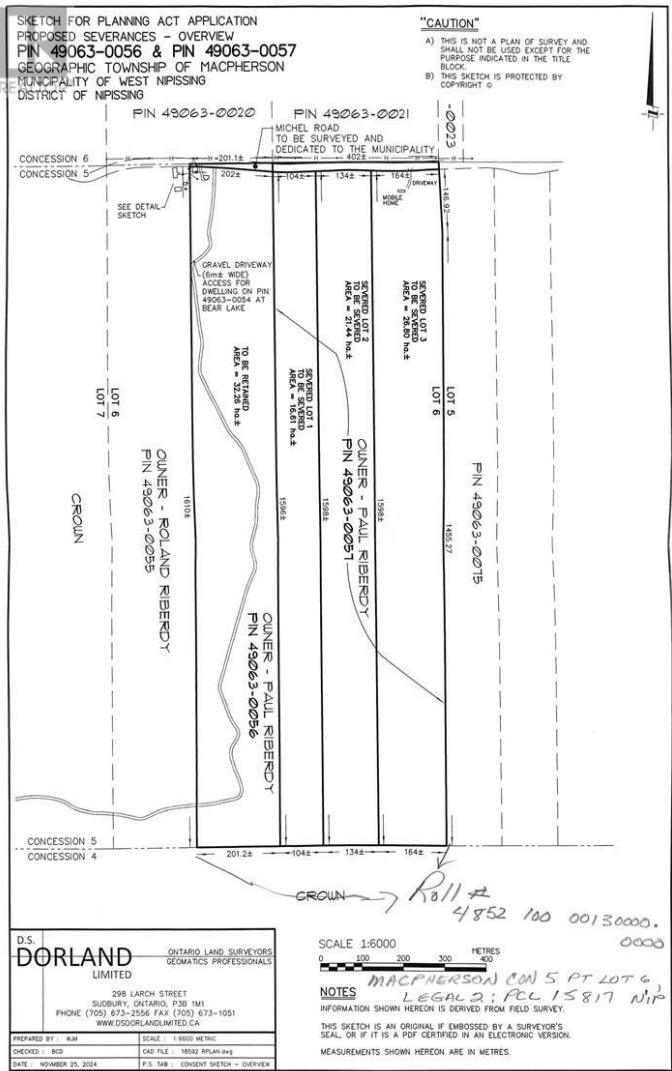 SKETCH FOR PLANNING ACT APPLICATION
PROPOSED SEVERANCES - OVERVIEW
PIN 49063-0056 & PIN 49063-0057
GEOGRAPHIC TOWNSHIP OF MACPHERSON
MUNICIPALITY OF WEST NIPISSING
DISTRICT OF NIPISSING
"CAUTION"
A) THIS IS NOT A PLAN OF SURVEY AND
SHALL NOT BE USED EXCEPT FOR THE
PURPOSE INDICATED IN THE TITLE
BLOCK.
B) THIS SKETCH IS PROTECTED BY
COPYRIGHT ©
PIN 49063-0020
PIN 49063-0021
-0023
MICHEL ROAD
TO BE SURVEYED AND
DEDICATED TO THE MUNICIPALITY
CONCESSION 6
CONCESSION 5
201.1±
402±
202±
104±
134±
164±
DRIVEWAY
MOBILE
HOME
146.92
SEE DETAIL
SKETCH
GRAVEL DRIVEWAY
(6m± WIDE)
ACCESS FOR
DWELLING ON PIN
49063-0054 AT
BEAR LAKE
TO BE RETAINED
AREA = 32.26 ha.±
SEVERED LOT 1
TO BE SEVERED
AREA = 16.61 ha.±
SEVERED LOT 2
TO BE SEVERED
AREA = 21.44 ha.±
SEVERED LOT 3
TO BE SEVERED
AREA = 26.80 ha.±
LOT 6
LOT 7
LOT 5
LOT 6
CROWN
OWNER - ROLAND RIBERDY
PIN 49063-0055
1610±
OWNER - PAUL RIBERDY
PIN 49063-0056
1596±
1598±
OWNER - PAUL RIBERDY
PIN 49063-0057
1598±
1455.27
PIN 49063-0075
CONCESSION 5
CONCESSION 4
201.2±
104±
134±
164±
CROWN
Roll #
4852 100 00130000.
0000
D.S.
DORLAND
LIMITED
ONTARIO LAND SURVEYORS
GEOMATICS PROFESSIONALS
298 LARCH STREET
SUDBURY, ONTARIO, P3B 1M1
PHONE (705) 673-2556 FAX (705) 673-1051
WWW.DSDORLANDLIMITED.CA
PREPARED BY : WJM
SCALE : 1:6000 METRIC
CHECKED : BCD
CAD FILE : 18592 RPLAN.dwg
DATE : NOVMBER 25, 2024
P.S. TAB : CONSENT SKETCH - OVERVIEW
SCALE 1:6000
METRES
0 100 200 300 400
MACPHERSON CON 5 PT LOT 6,
LEGAL 2; PCL 15817 NIP
NOTES
INFORMATION SHOWN HEREON IS DERIVED FROM FIELD SURVEY.
THIS SKETCH IS AN ORIGINAL IF EMBOSSED BY A SURVEYOR'S
SEAL, OR IF IT IS A PDF CERTIFIED IN AN ELECTRONIC VERSION.
MEASUREMENTS SHOWN HEREON ARE IN METRES.